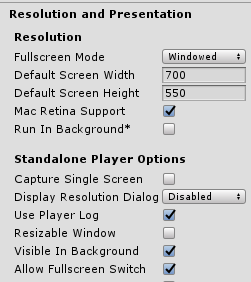 Resolution and Presentation
Resolution
Fullscreen Mode Windowed
Default Screen Width 700
Default Screen Height 550
Mac Retina Support
Run In Background*
Standalone Player Options
Capture Single Screen
Display Resolution Dialog Disabled
Use Player Log
Resizable Window
Visible In Background
Allow Fullscreen Switch